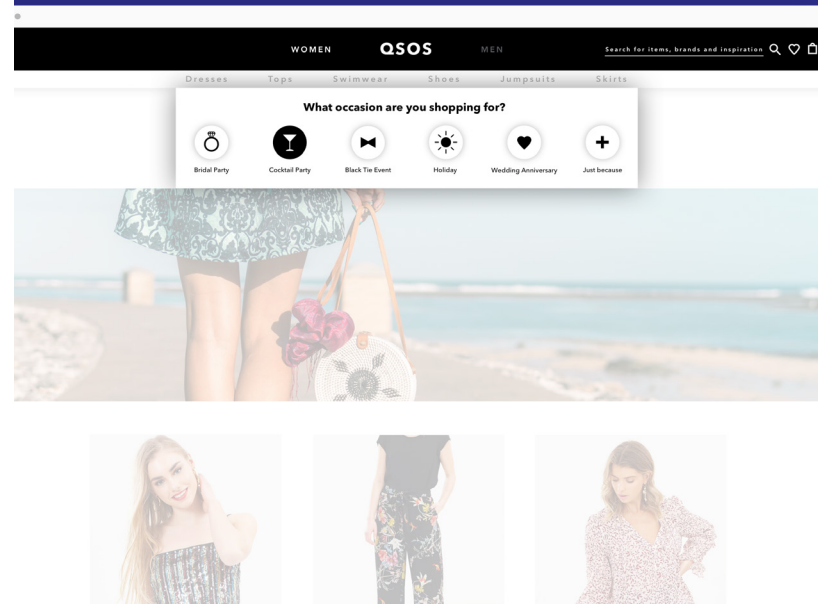 WOMEN QSOS MEN Search for items, brands and inspiration
Dresses Tops Swimwear Shoes Jumpsuits Skirts
What occasion are you shopping for?
Bridal Party Cocktail Party Black Tie Event Holiday Wedding Anniversary Just because